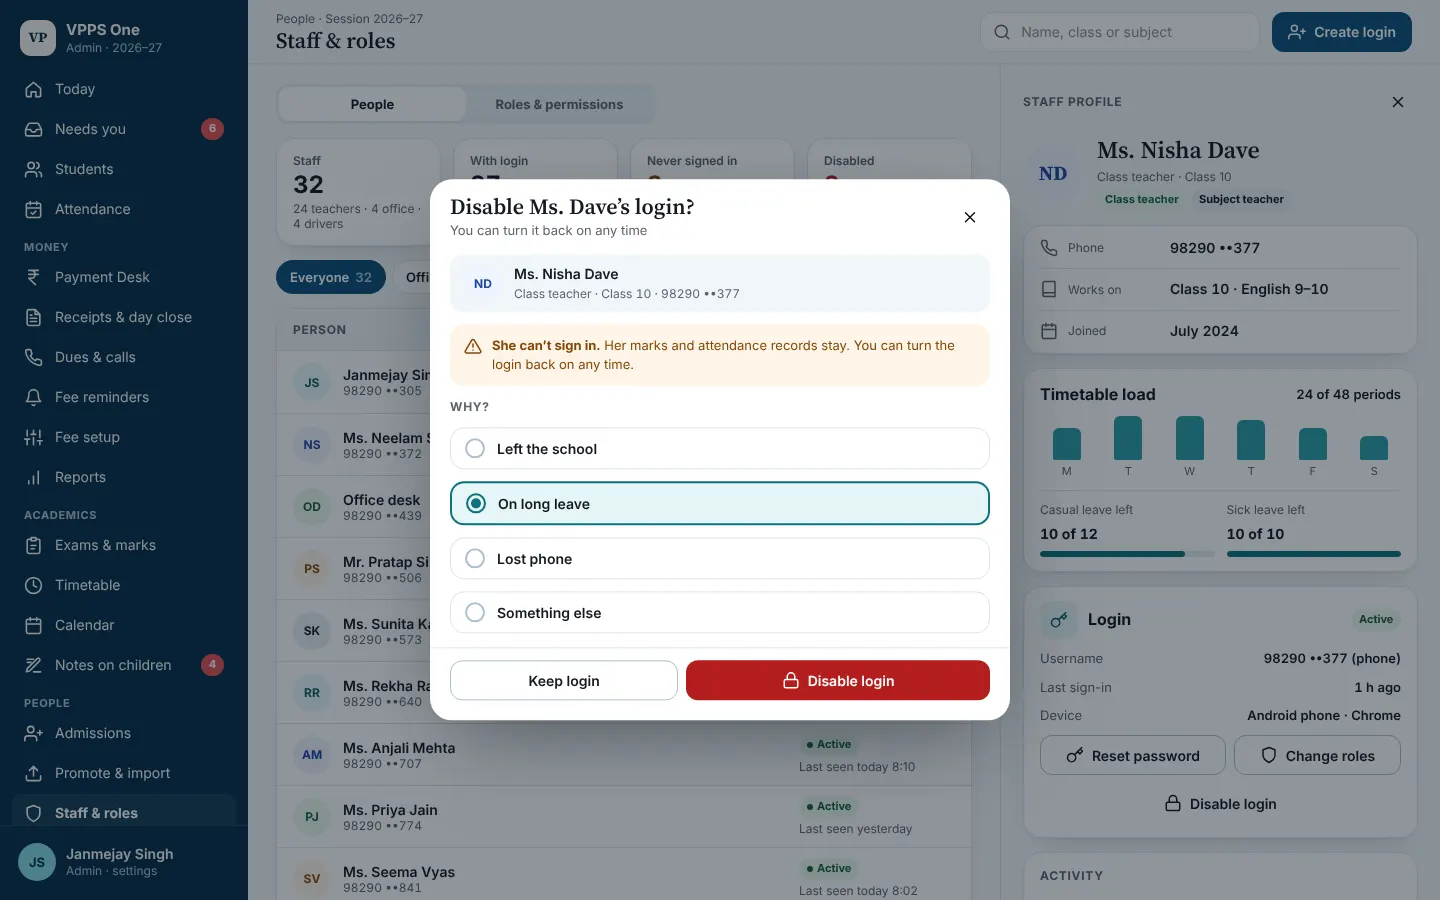 VP
VPPS One
Admin · 2026–27
Today
Needs you
6
Students
Attendance
MONEY
Payment Desk
Receipts & day close
Dues & calls
Fee reminders
Fee setup
Reports
ACADEMICS
Exams & marks
Timetable
Calendar
Notes on children
4
PEOPLE
Admissions
Promote & import
Staff & roles
JS
Janmejay Singh
Admin · settings
People · Session 2026–27
Staff & roles
Name, class or subject
Create login
People
Roles & permissions
Staff
32
24 teachers · 4 office ·
4 drivers
With login
Never signed in
Disabled
Everyone 32
PERSON
JS
Janmejay
98290 ••305
NS
Ms. Neelam
98290 ••372
OD
Office desk
98290 ••439
PS
Mr. Pratap
98290 ••506
SK
Ms. Sunita
98290 ••573
RR
Ms. Rekha
98290 ••640
AM
Ms. Anjali Mehta
98290 ••707
Active
Last seen today 8:10
PJ
Ms. Priya Jain
98290 ••774
Active
Last seen yesterday
SV
Ms. Seema Vyas
98290 ••841
Active
Last seen today 8:02
Disable Ms. Dave’s login?
You can turn it back on any time
ND
Ms. Nisha Dave
Class teacher · Class 10 · 98290 ••377
She can’t sign in. Her marks and attendance records stay. You can turn the
login back on any time.
WHY?
Left the school
On long leave
Lost phone
Something else
Keep login
Disable login
STAFF PROFILE
ND
Ms. Nisha Dave
Class teacher · Class 10
Class teacher
Subject teacher
Phone
98290 ••377
Works on
Class 10 · English 9–10
Joined
July 2024
Timetable load
24 of 48 periods
M T W T F S
Casual leave left
10 of 12
Sick leave left
10 of 10
Login
Active
Username
98290 ••377 (phone)
Last sign-in
1 h ago
Device
Android phone · Chrome
Reset password
Change roles
Disable login
ACTIVITY